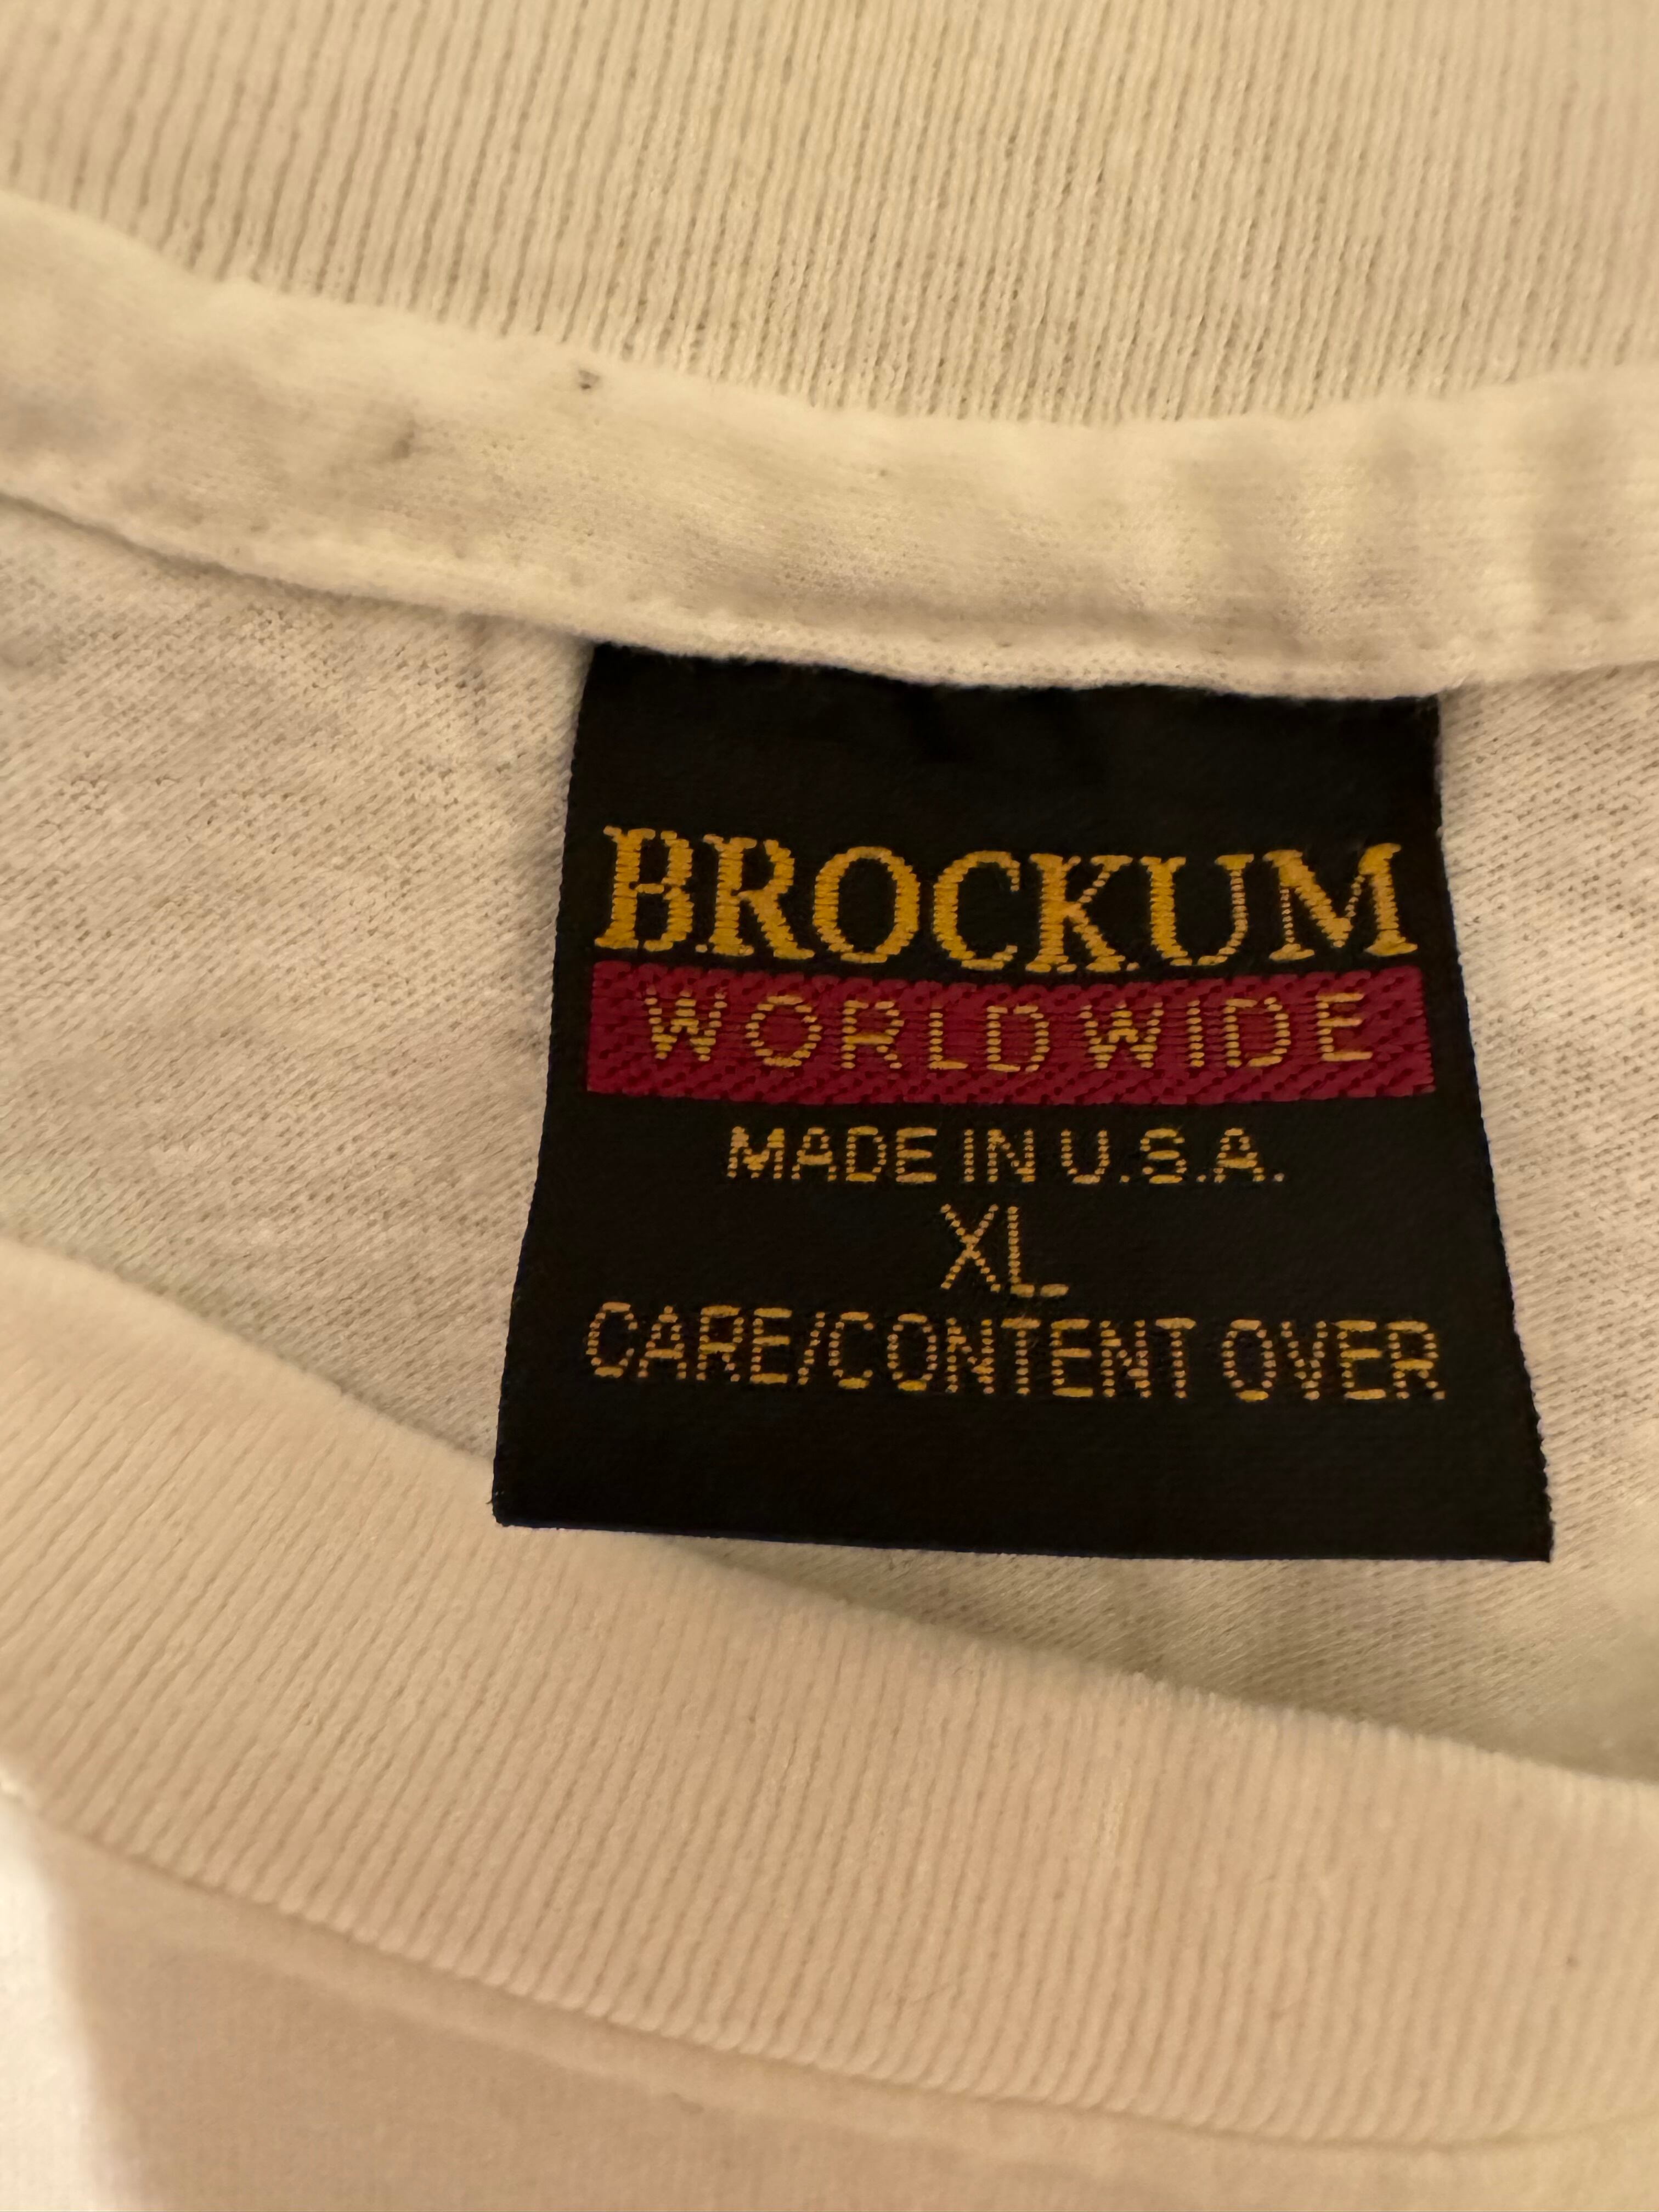 BROCKUM
WORLDWIDE
MADE IN U.S.A.
XL
CARE/CONTENT OVER